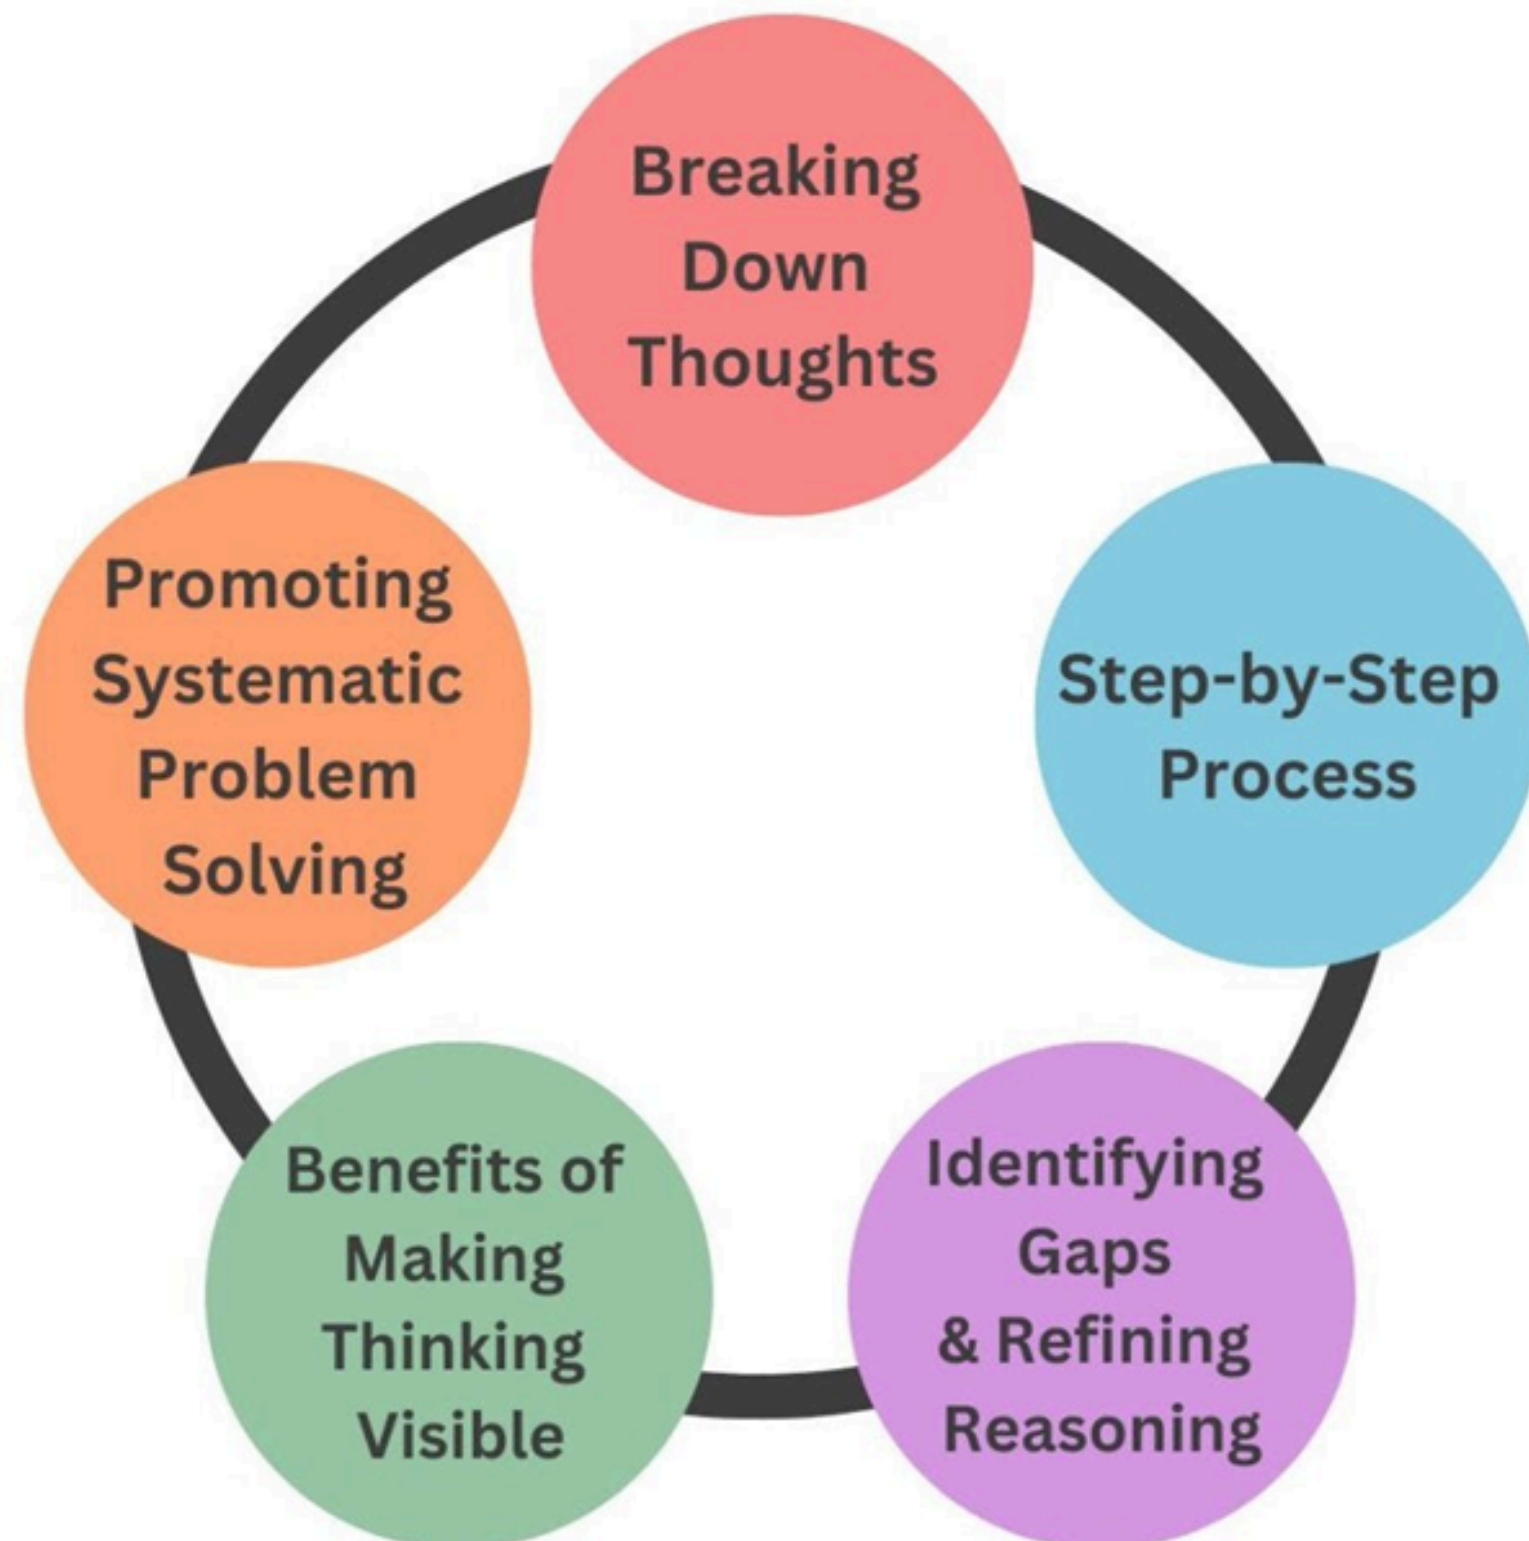 Breaking
Down
Thoughts
Step-by-Step
Process
Identifying
Gaps
& Refining
Reasoning
Benefits of
Making
Thinking
Visible
Promoting
Systematic
Problem
Solving